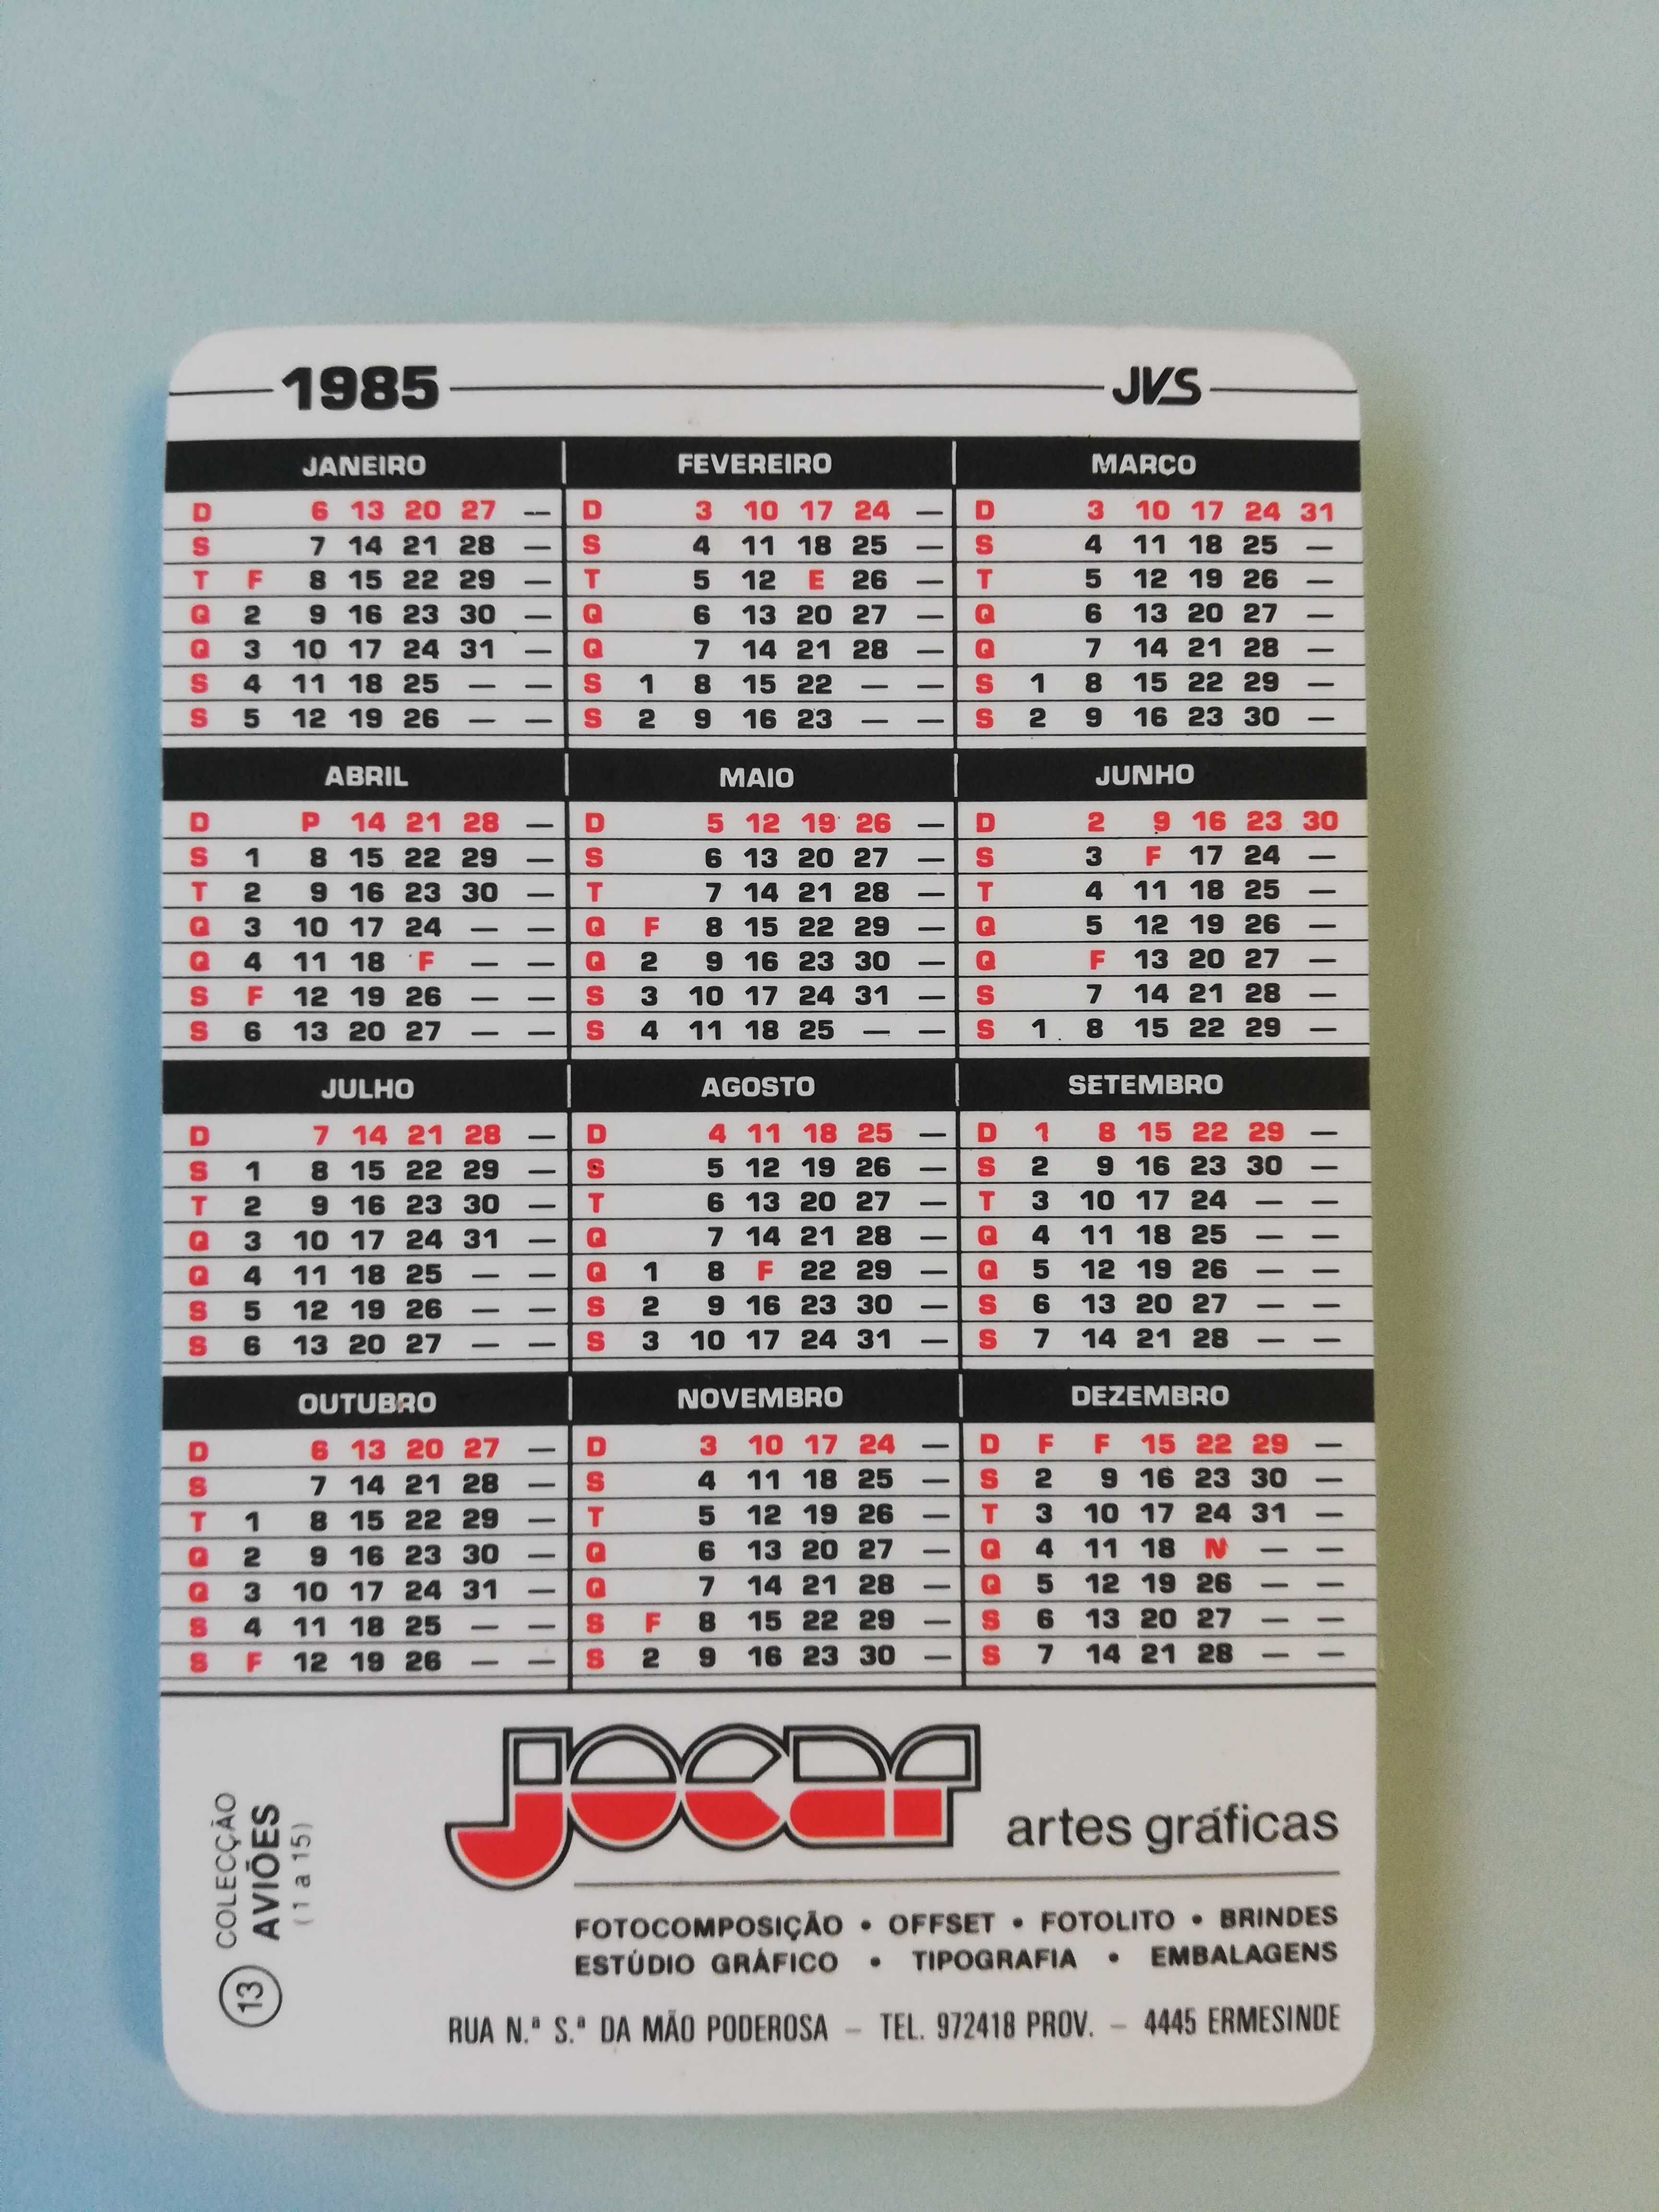 1985 JVS
JANEIRO FEVEREIRO MARÇO
D 6 13 20 27 — D 3 10 17 24 — D 3 10 17 24 31
S 7 14 21 28 — S 4 11 18 25 — S 4 11 18 25 —
T F 8 15 22 29 — T 5 12 E 26 — T 5 12 19 26 —
Q 2 9 16 23 30 — Q 6 13 20 27 — Q 6 13 20 27 —
Q 3 10 17 24 31 — Q 7 14 21 28 — Q 7 14 21 28 —
S 4 11 18 25 — — S 1 8 15 22 — — S 1 8 15 22 29 —
S 5 12 19 26 — — S 2 9 16 23 — — S 2 9 16 23 30 —
ABRIL MAIO JUNHO
D P 14 21 28 — D 5 12 19 26 — D 2 9 16 23 30
S 1 8 15 22 29 — S 6 13 20 27 — S 3 F 17 24 —
T 2 9 16 23 30 — T 7 14 21 28 — T 4 11 18 25 —
Q 3 10 17 24 — — Q F 8 15 22 29 — Q 5 12 19 26 —
Q 4 11 18 F — — Q 2 9 16 23 30 — Q F 13 20 27 —
S F 12 19 26 — — S 3 10 17 24 31 — S 7 14 21 28 —
S 6 13 20 27 — — S 4 11 18 25 — — S 1 8 15 22 29 —
JULHO AGOSTO SETEMBRO
D 7 14 21 28 — D 4 11 18 25 — D 1 8 15 22 29 —
S 1 8 15 22 29 — S 5 12 19 26 — S 2 9 16 23 30 —
T 2 9 16 23 30 — T 6 13 20 27 — T 3 10 17 24 — —
Q 3 10 17 24 31 — Q 7 14 21 28 — Q 4 11 18 25 — —
Q 4 11 18 25 — — Q 1 8 F 22 29 — Q 5 12 19 26 — —
S 5 12 19 26 — — S 2 9 16 23 30 — S 6 13 20 27 — —
S 6 13 20 27 — — S 3 10 17 24 31 — S 7 14 21 28 — —
OUTUBRO NOVEMBRO DEZEMBRO
D 6 13 20 27 — D 3 10 17 24 — D F F 15 22 29 —
S 7 14 21 28 — S 4 11 18 25 — S 2 9 16 23 30 —
T 1 8 15 22 29 — T 5 12 19 26 — T 3 10 17 24 31 —
Q 2 9 16 23 30 — Q 6 13 20 27 — Q 4 11 18 N — —
Q 3 10 17 24 31 — Q 7 14 21 28 — Q 5 12 19 26 — —
S 4 11 18 25 — — S F 8 15 22 29 — S 6 13 20 27 — —
S F 12 19 26 — — S 2 9 16 23 30 — S 7 14 21 28 — —
jocar artes gráficas
FOTOCOMPOSIÇÃO • OFFSET • FOTOLITO • BRINDES
ESTÚDIO GRÁFICO • TIPOGRAFIA • EMBALAGENS
RUA N.ª S.ª DA MÃO PODEROSA – TEL. 972418 PROV. – 4445 ERMESINDE
COLECÇÃO
AVIÕES
(1 a 15)
13